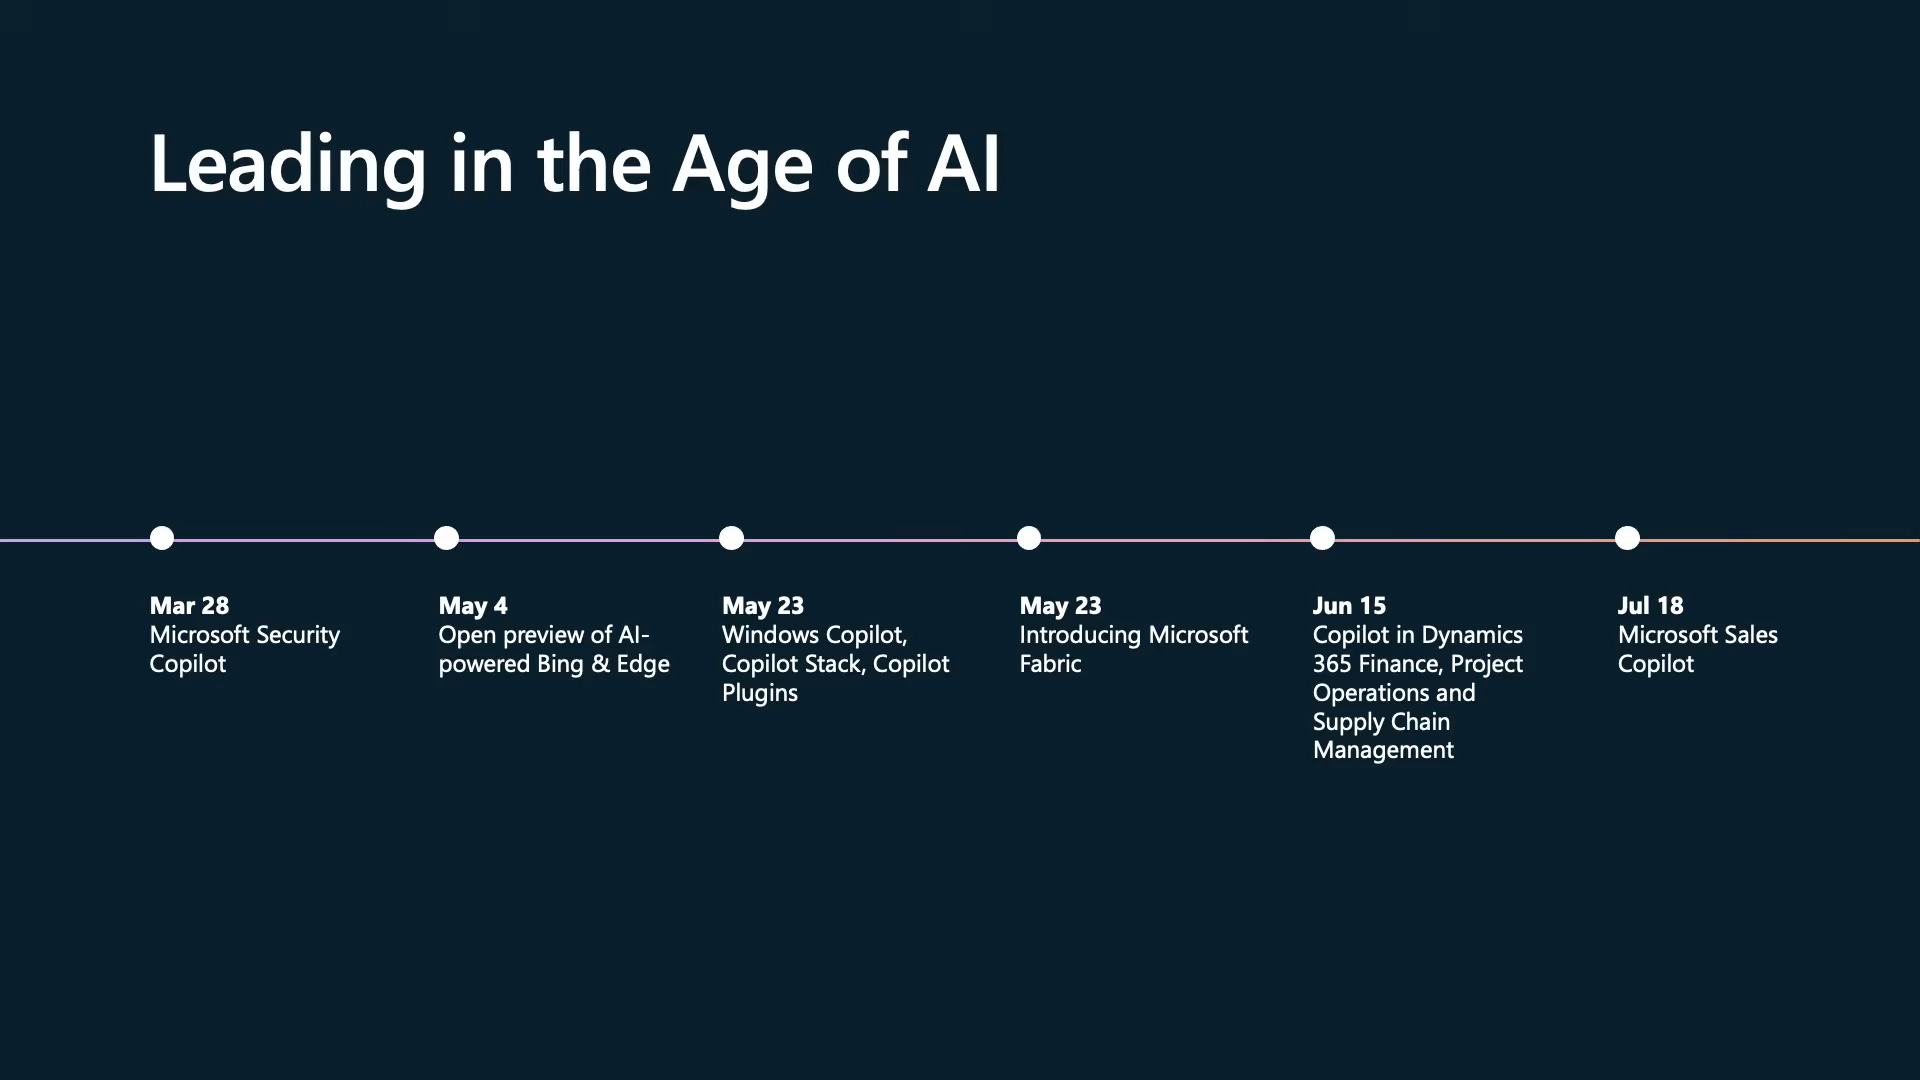 Leading in the Age of AI
Mar 28
Microsoft Security
Copilot
May 4
Open preview of AI-
powered Bing & Edge
May 23
Windows Copilot,
Copilot Stack, Copilot
Plugins
May 23
Introducing Microsoft
Fabric
Jun 15
Copilot in Dynamics
365 Finance, Project
Operations and
Supply Chain
Management
Jul 18
Microsoft Sales
Copilot